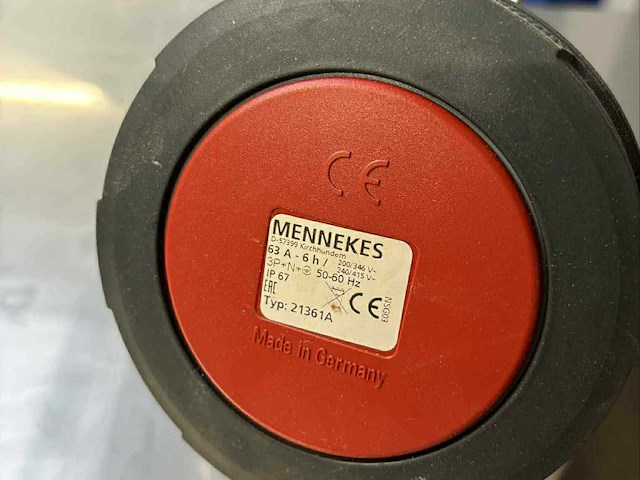 CE
MENNEKES
D-57399 Kirchhundem
63 A - 6 h / 200/346 V~
240/415 V~
3P+N+⏚ 50-60 Hz
IP 67
EAC
CE
NSG03
Typ: 21361A
Made in Germany